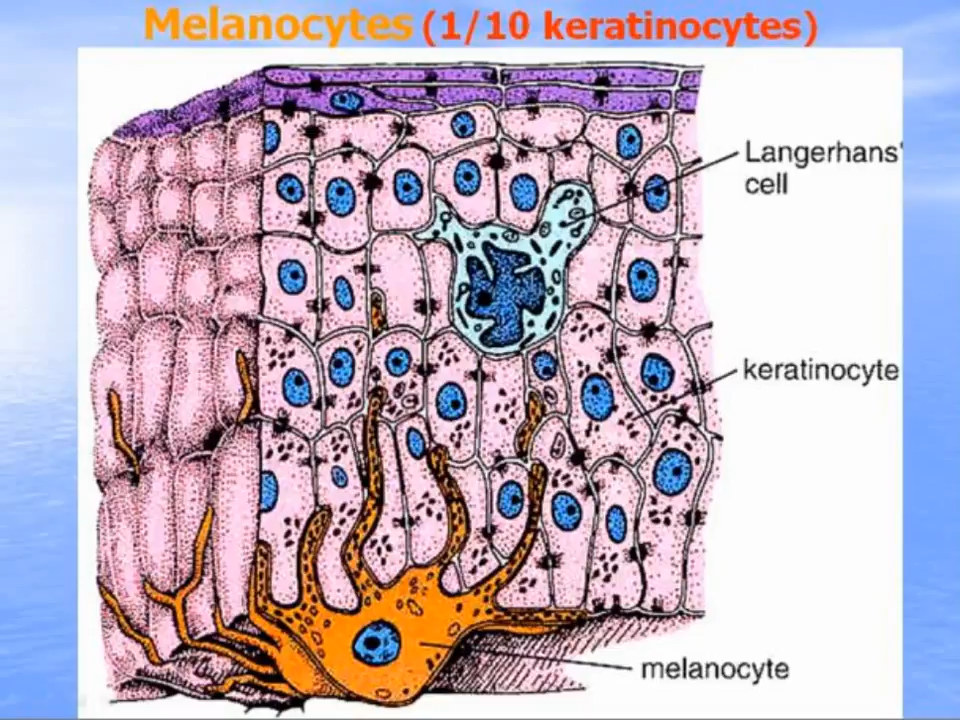 Melanocytes (1/10 keratinocytes)
Langerhans'
cell
keratinocyte
melanocyte